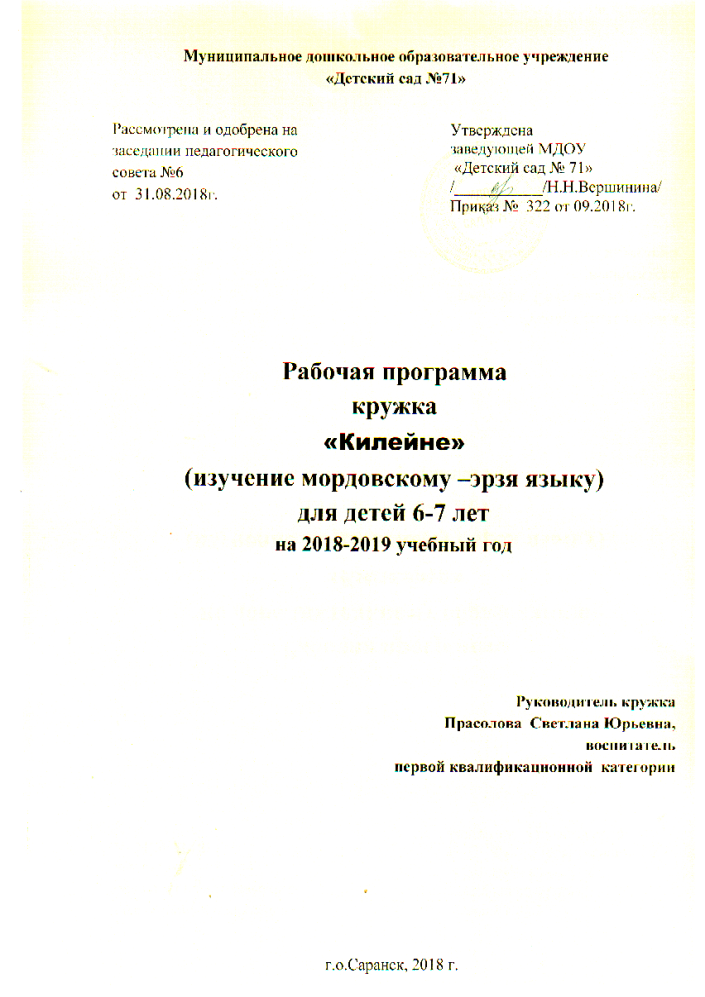 Муниципальное дошкольное образовательное учреждение
«Детский сад №71»
Рассмотрена и одобрена на
заседании педагогического
совета №6
от 31.08.2018г.
Утверждена
заведующей МДОУ
«Детский сад № 71»
/___________/Н.Н.Вершинина/
Приказ № 322 от 09.2018г.
Рабочая программа
кружка
«Килейне»
(изучение мордовскому –эрзя языку)
для детей 6-7 лет
на 2018-2019 учебный год
Руководитель кружка
Прасолова Светлана Юрьевна,
воспитатель
первой квалификационной категории
г.о.Саранск, 2018 г.